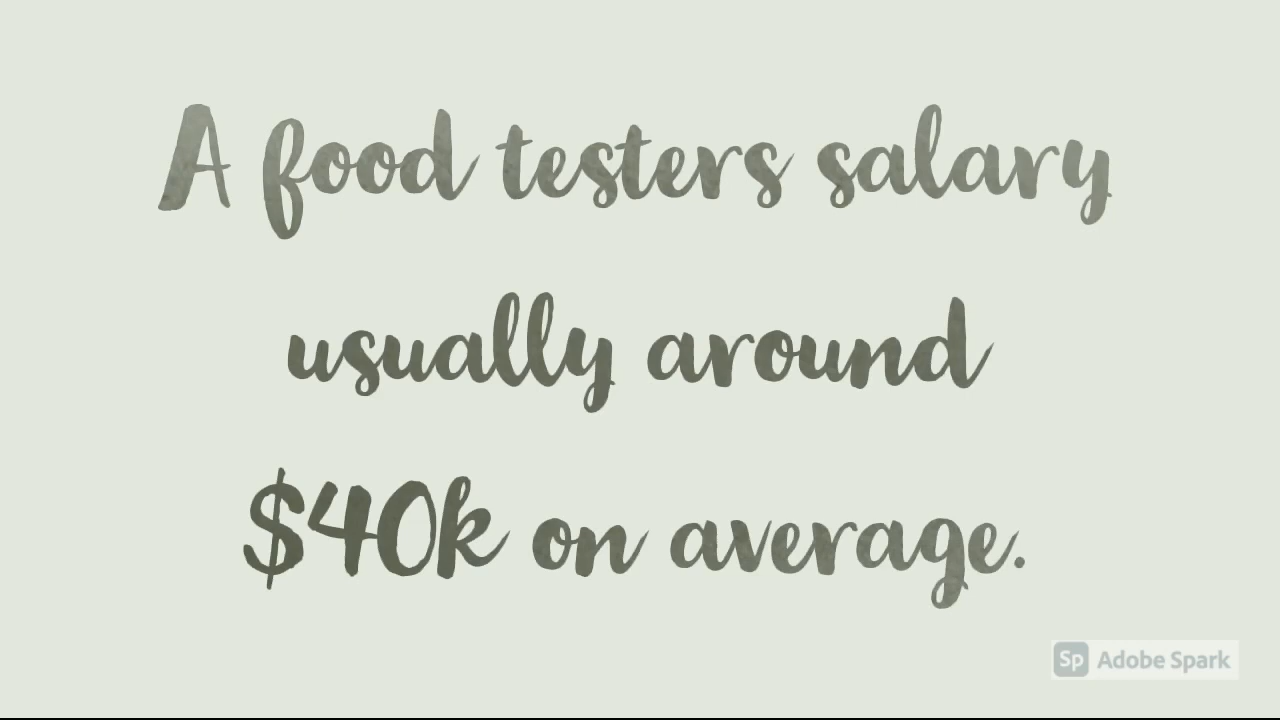 A food testers salary
usually around
$40k on average.
Sp Adobe Spark